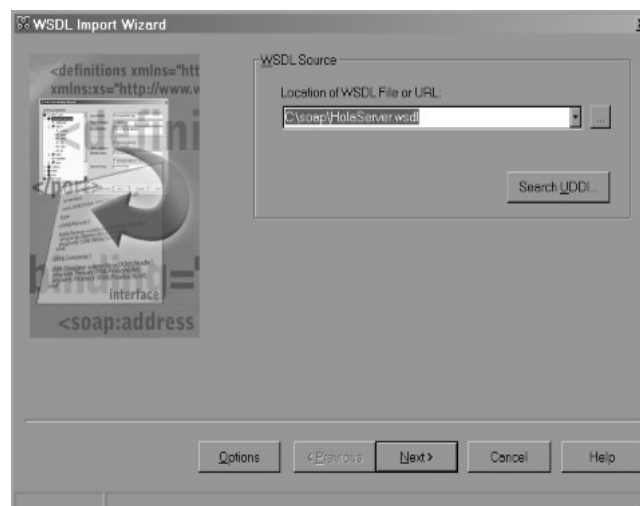 WSDL Import Wizard
<definitions xmlns="htt
xmlns:xs="http://www.w
<defini
</port>
binding="
interface
<soap:address
WSDL Source
Location of WSDL File or URL:
C:\soap\HolaServer.wsdl
...
Search UDDI...
Options
< Previous
Next >
Cancel
Help